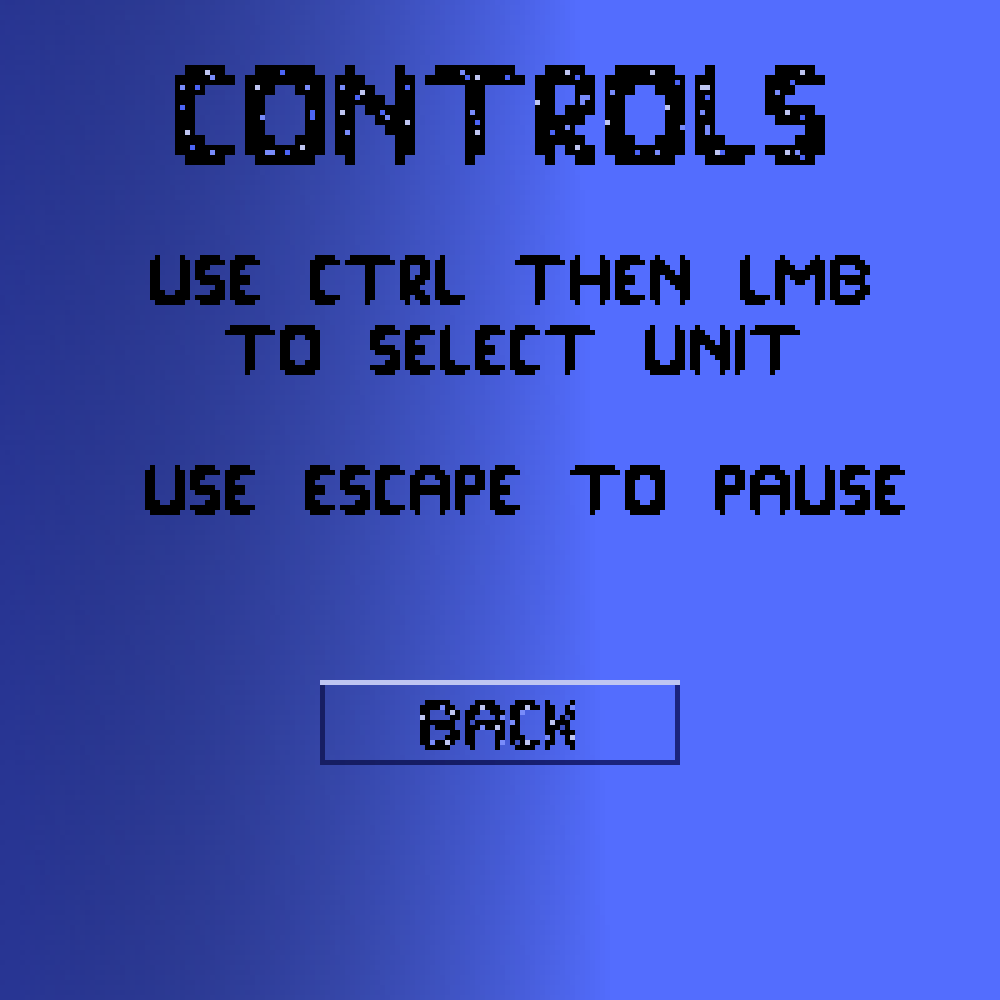 CONTROLS
USE CTRL THEN LMB
TO SELECT UNIT
USE ESCAPE TO PAUSE
BACK